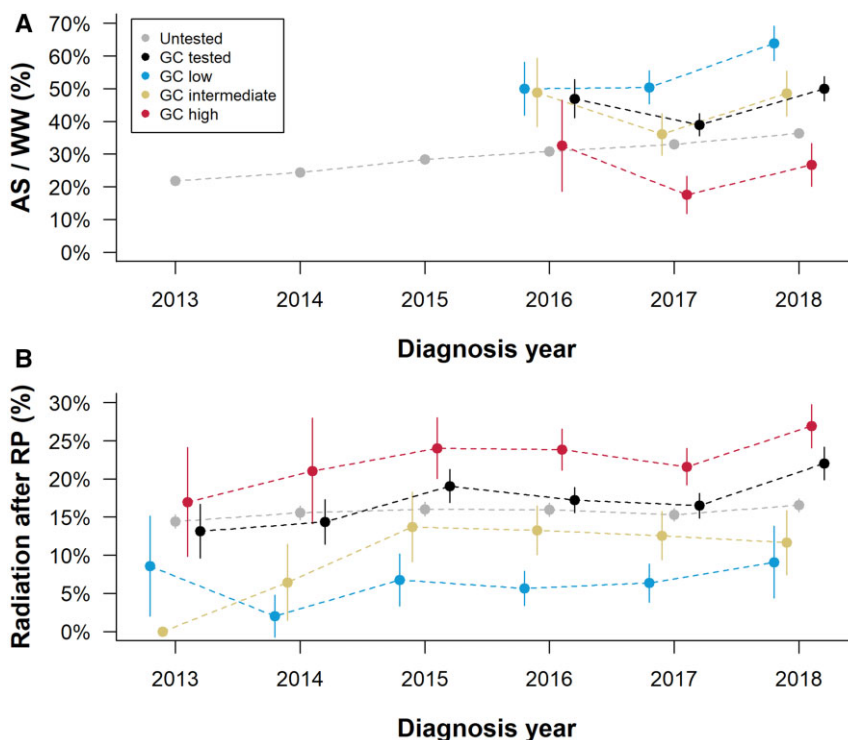 A
AS / WW (%)
70%
60%
50%
40%
30%
20%
10%
0%
Untested
GC tested
GC low
GC intermediate
GC high
2013 2014 2015 2016 2017 2018
Diagnosis year
B
Radiation after RP (%)
30%
25%
20%
15%
10%
5%
0%
2013 2014 2015 2016 2017 2018
Diagnosis year